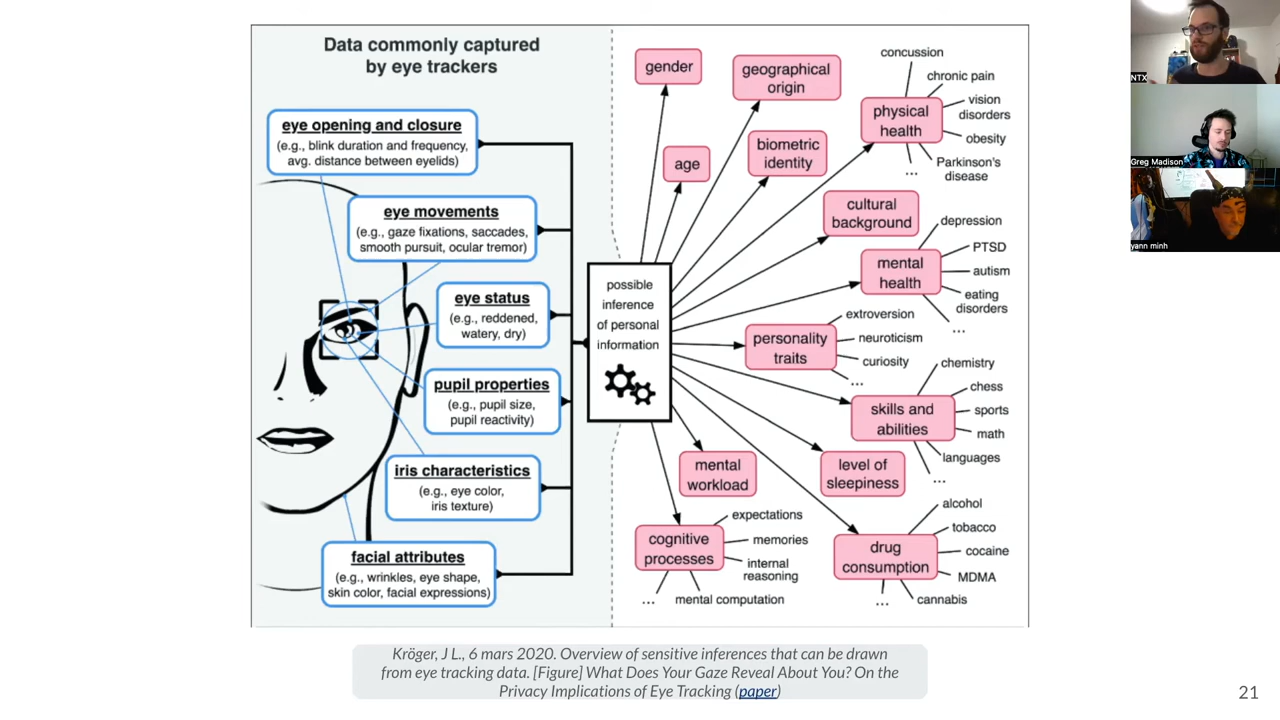 Data commonly captured
by eye trackers
eye opening and closure
(e.g., blink duration and frequency,
avg. distance between eyelids)
eye movements
(e.g., gaze fixations, saccades,
smooth pursuit, ocular tremor)
eye status
(e.g., reddened,
watery, dry)
pupil properties
(e.g., pupil size,
pupil reactivity)
iris characteristics
(e.g., eye color,
iris texture)
facial attributes
(e.g., wrinkles, eye shape,
skin color, facial expressions)
possible
inference
of personal
information
gender
age
geographical
origin
biometric
identity
physical
health
concussion
chronic pain
vision
disorders
obesity
Parkinson's
disease
...
cultural
background
mental
health
depression
PTSD
autism
eating
disorders
...
personality
traits
extroversion
neuroticism
curiosity
...
skills and
abilities
chemistry
chess
sports
math
languages
...
level of
sleepiness
mental
workload
cognitive
processes
expectations
memories
internal
reasoning
mental computation
...
drug
consumption
alcohol
tobacco
cocaine
MDMA
cannabis
...
Kröger, J L., 6 mars 2020. Overview of sensitive inferences that can be drawn
from eye tracking data. [Figure] What Does Your Gaze Reveal About You? On the
Privacy Implications of Eye Tracking (paper)
21
NTX
Greg Madison
yann minh